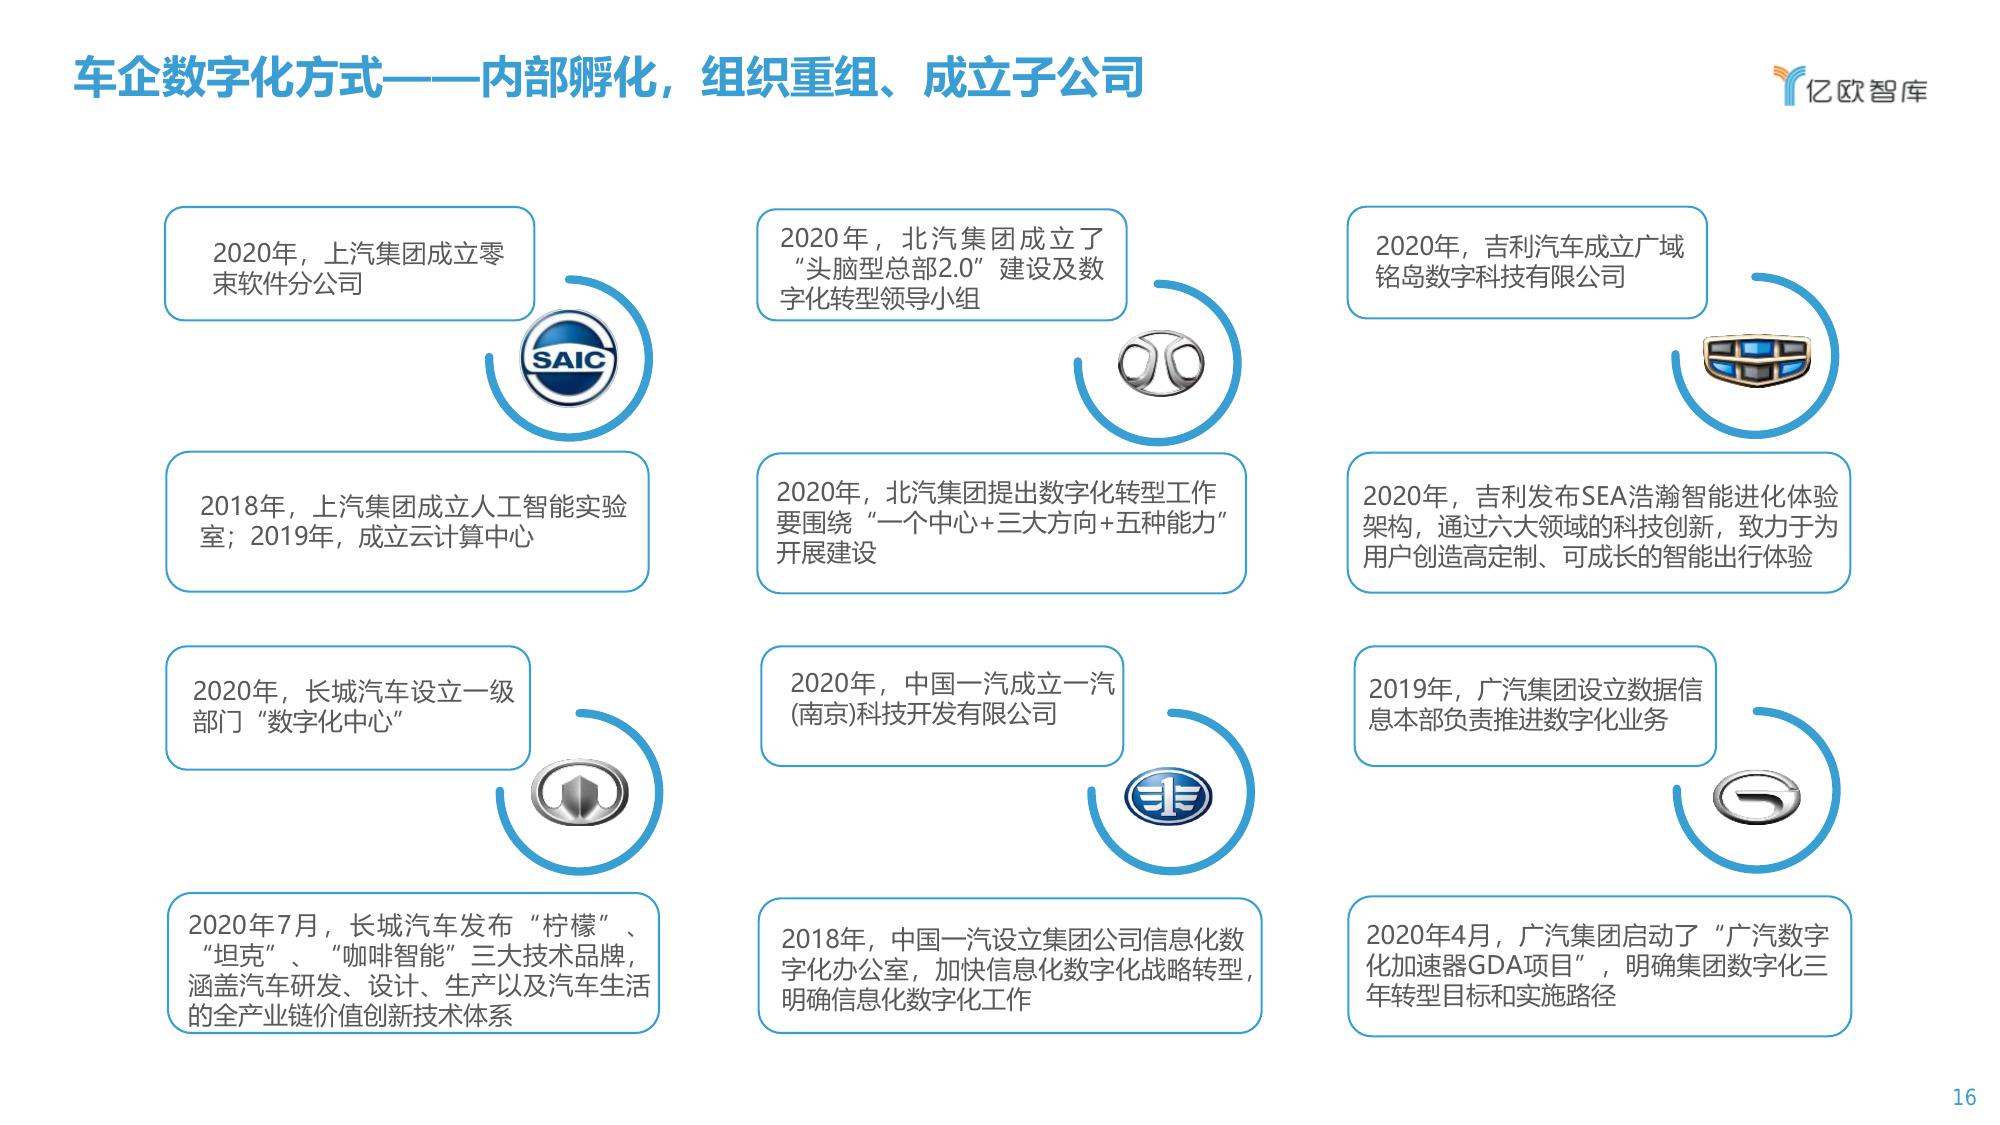 车企数字化方式——内部孵化，组织重组、成立子公司
亿欧智库
2020年，上汽集团成立零
束软件分公司
SAIC
2018年，上汽集团成立人工智能实验
室；2019年，成立云计算中心
2020年，北汽集团成立了
“头脑型总部2.0”建设及数
字化转型领导小组
2020年，北汽集团提出数字化转型工作
要围绕“一个中心+三大方向+五种能力”
开展建设
2020年，吉利汽车成立广域
铭岛数字科技有限公司
2020年，吉利发布SEA浩瀚智能进化体验
架构，通过六大领域的科技创新，致力于为
用户创造高定制、可成长的智能出行体验
2020年，长城汽车设立一级
部门“数字化中心”
2020年7月，长城汽车发布“柠檬”、
“坦克”、“咖啡智能”三大技术品牌，
涵盖汽车研发、设计、生产以及汽车生活
的全产业链价值创新技术体系
2020年，中国一汽成立一汽
(南京)科技开发有限公司
1
2018年，中国一汽设立集团公司信息化数
字化办公室，加快信息化数字化战略转型，
明确信息化数字化工作
2019年，广汽集团设立数据信
息本部负责推进数字化业务
2020年4月，广汽集团启动了“广汽数字
化加速器GDA项目”，明确集团数字化三
年转型目标和实施路径
16